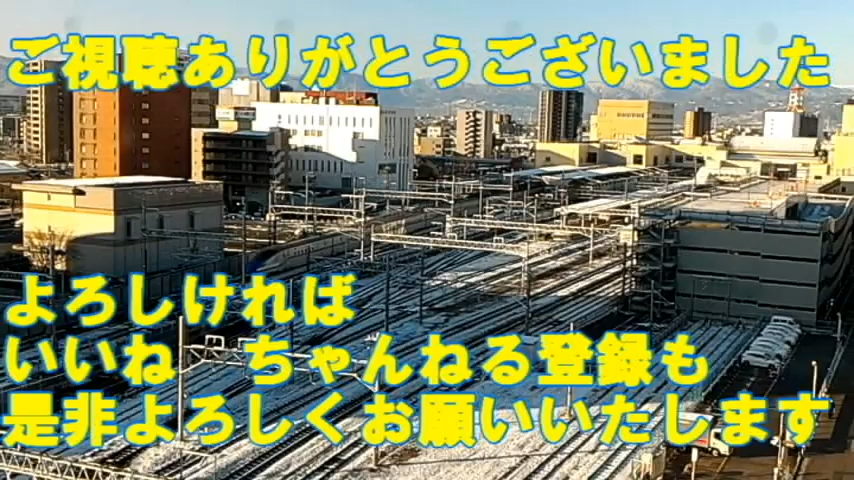 ご視聴ありがとうございました
よろしければ
いいね　ちゃんねる登録も
是非よろしくお願いいたします